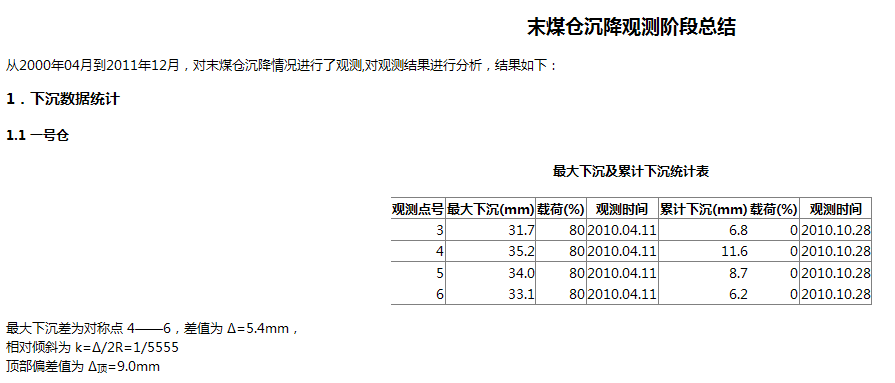 末煤仓沉降观测阶段总结
从2000年04月到2011年12月，对末煤仓沉降情况进行了观测,对观测结果进行分析，结果如下：
1．下沉数据统计
1.1 一号仓
最大下沉及累计下沉统计表
观测点号 最大下沉(mm) 载荷(%) 观测时间 累计下沉(mm) 载荷(%) 观测时间
3 31.7 80 2010.04.11 6.8 0 2010.10.28
4 35.2 80 2010.04.11 11.6 0 2010.10.28
5 34.0 80 2010.04.11 8.7 0 2010.10.28
6 33.1 80 2010.04.11 6.2 0 2010.10.28
最大下沉差为对称点 4——6，差值为 Δ=5.4mm，
相对倾斜为 k=Δ/2R=1/5555
顶部偏差值为 Δ顶=9.0mm